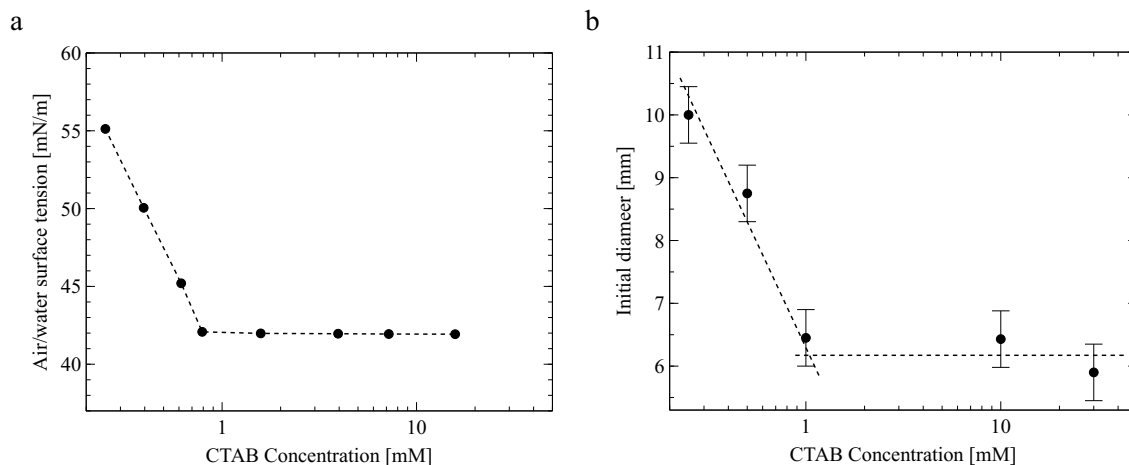 a
60
55
50
45
40
Air/water surface tension [mN/m]
1
10
CTAB Concentration [mM]
b
11
10
9
8
7
6
Initial diameer [mm]
1
10
CTAB Concentration [mM]